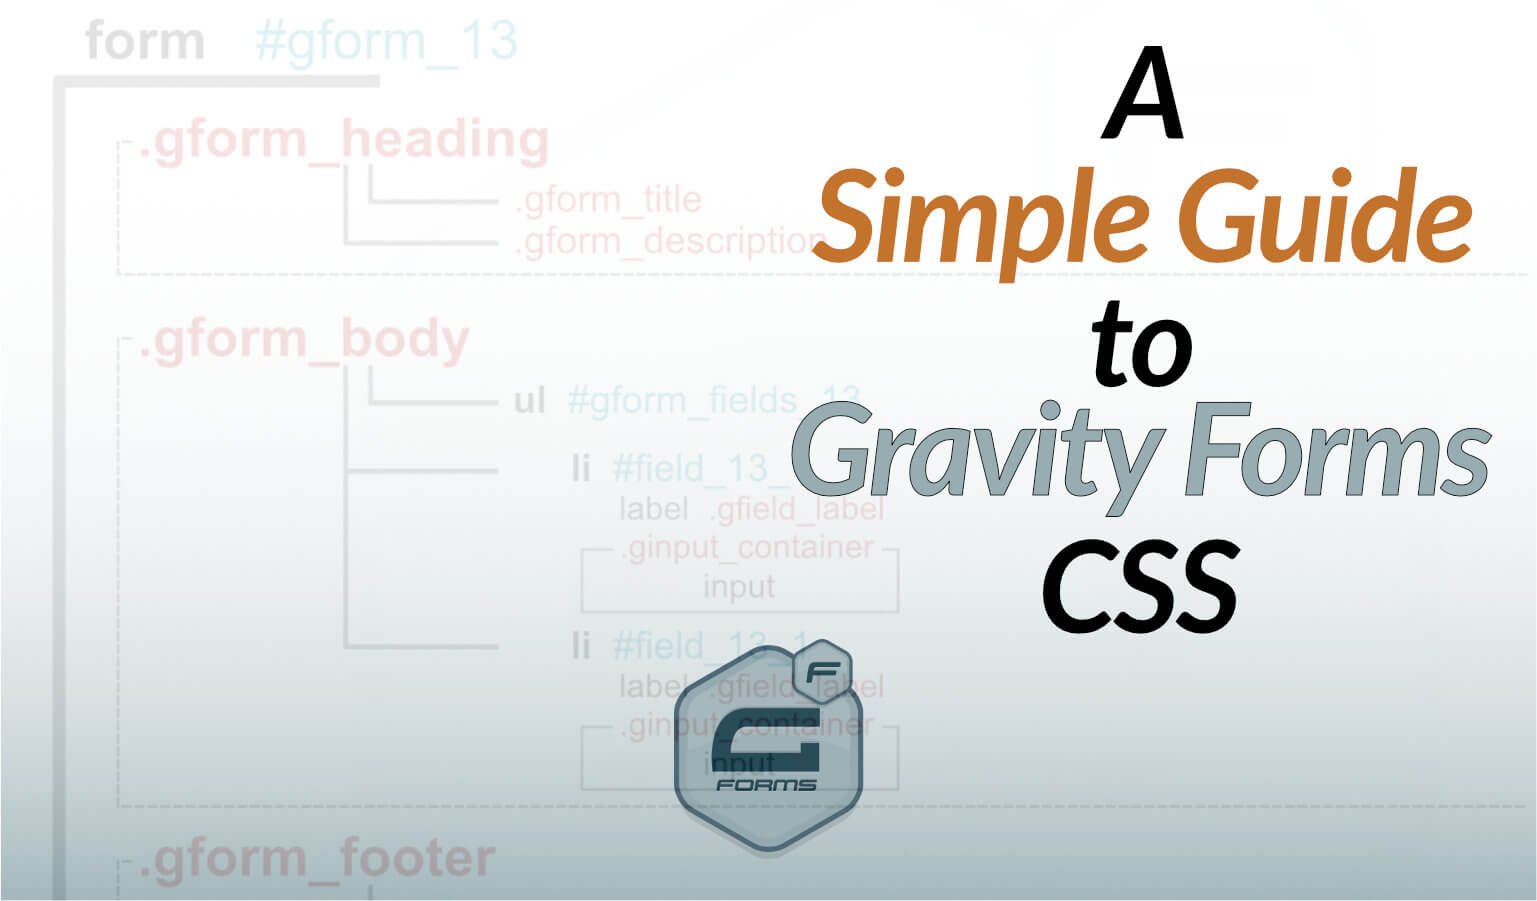 form #gform_13
.gform_heading
.gform_title
.gform_description
.gform_body
ul #gform_fields_13
li #field_13_
label .gfield_label
.ginput_container
input
li #field_13_1
label .gfield_label
.ginput_container
input
.gform_footer
A
Simple Guide
to
Gravity Forms
CSS
F
G
FORMS